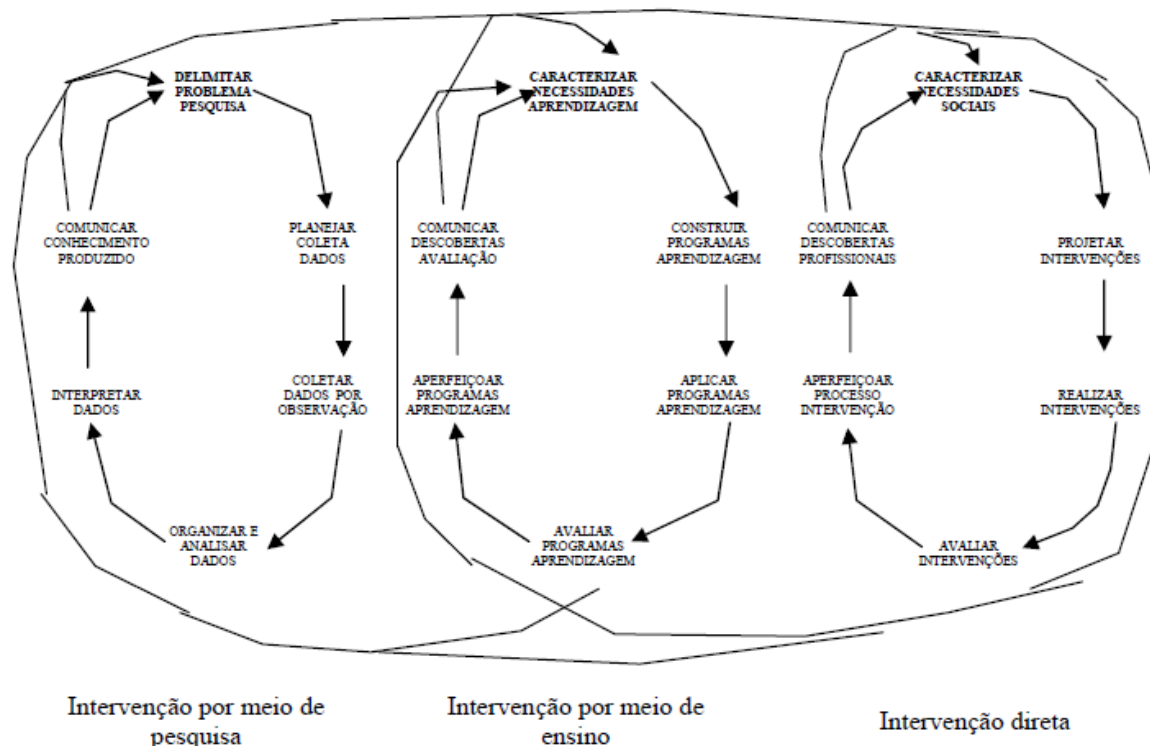 DELIMITAR
PROBLEMA
PESQUISA
PLANEJAR
COLETA
DADOS
COLETAR
DADOS POR
OBSERVAÇÃO
ORGANIZAR E
ANALISAR
DADOS
INTERPRETAR
DADOS
COMUNICAR
CONHECIMENTO
PRODUZIDO
CARACTERIZAR
NECESSIDADES
APRENDIZAGEM
CONSTRUIR
PROGRAMAS
APRENDIZAGEM
APLICAR
PROGRAMAS
APRENDIZAGEM
AVALIAR
PROGRAMAS
APRENDIZAGEM
APERFEIÇOAR
PROGRAMAS
APRENDIZAGEM
COMUNICAR
DESCOBERTAS
AVALIAÇÃO
CARACTERIZAR
NECESSIDADES
SOCIAIS
PROJETAR
INTERVENÇÕES
REALIZAR
INTERVENÇÕES
AVALIAR
INTERVENÇÕES
APERFEIÇOAR
PROCESSO
INTERVENÇÃO
COMUNICAR
DESCOBERTAS
PROFISSIONAIS
Intervenção por meio de
pesquisa
Intervenção por meio de
ensino
Intervenção direta